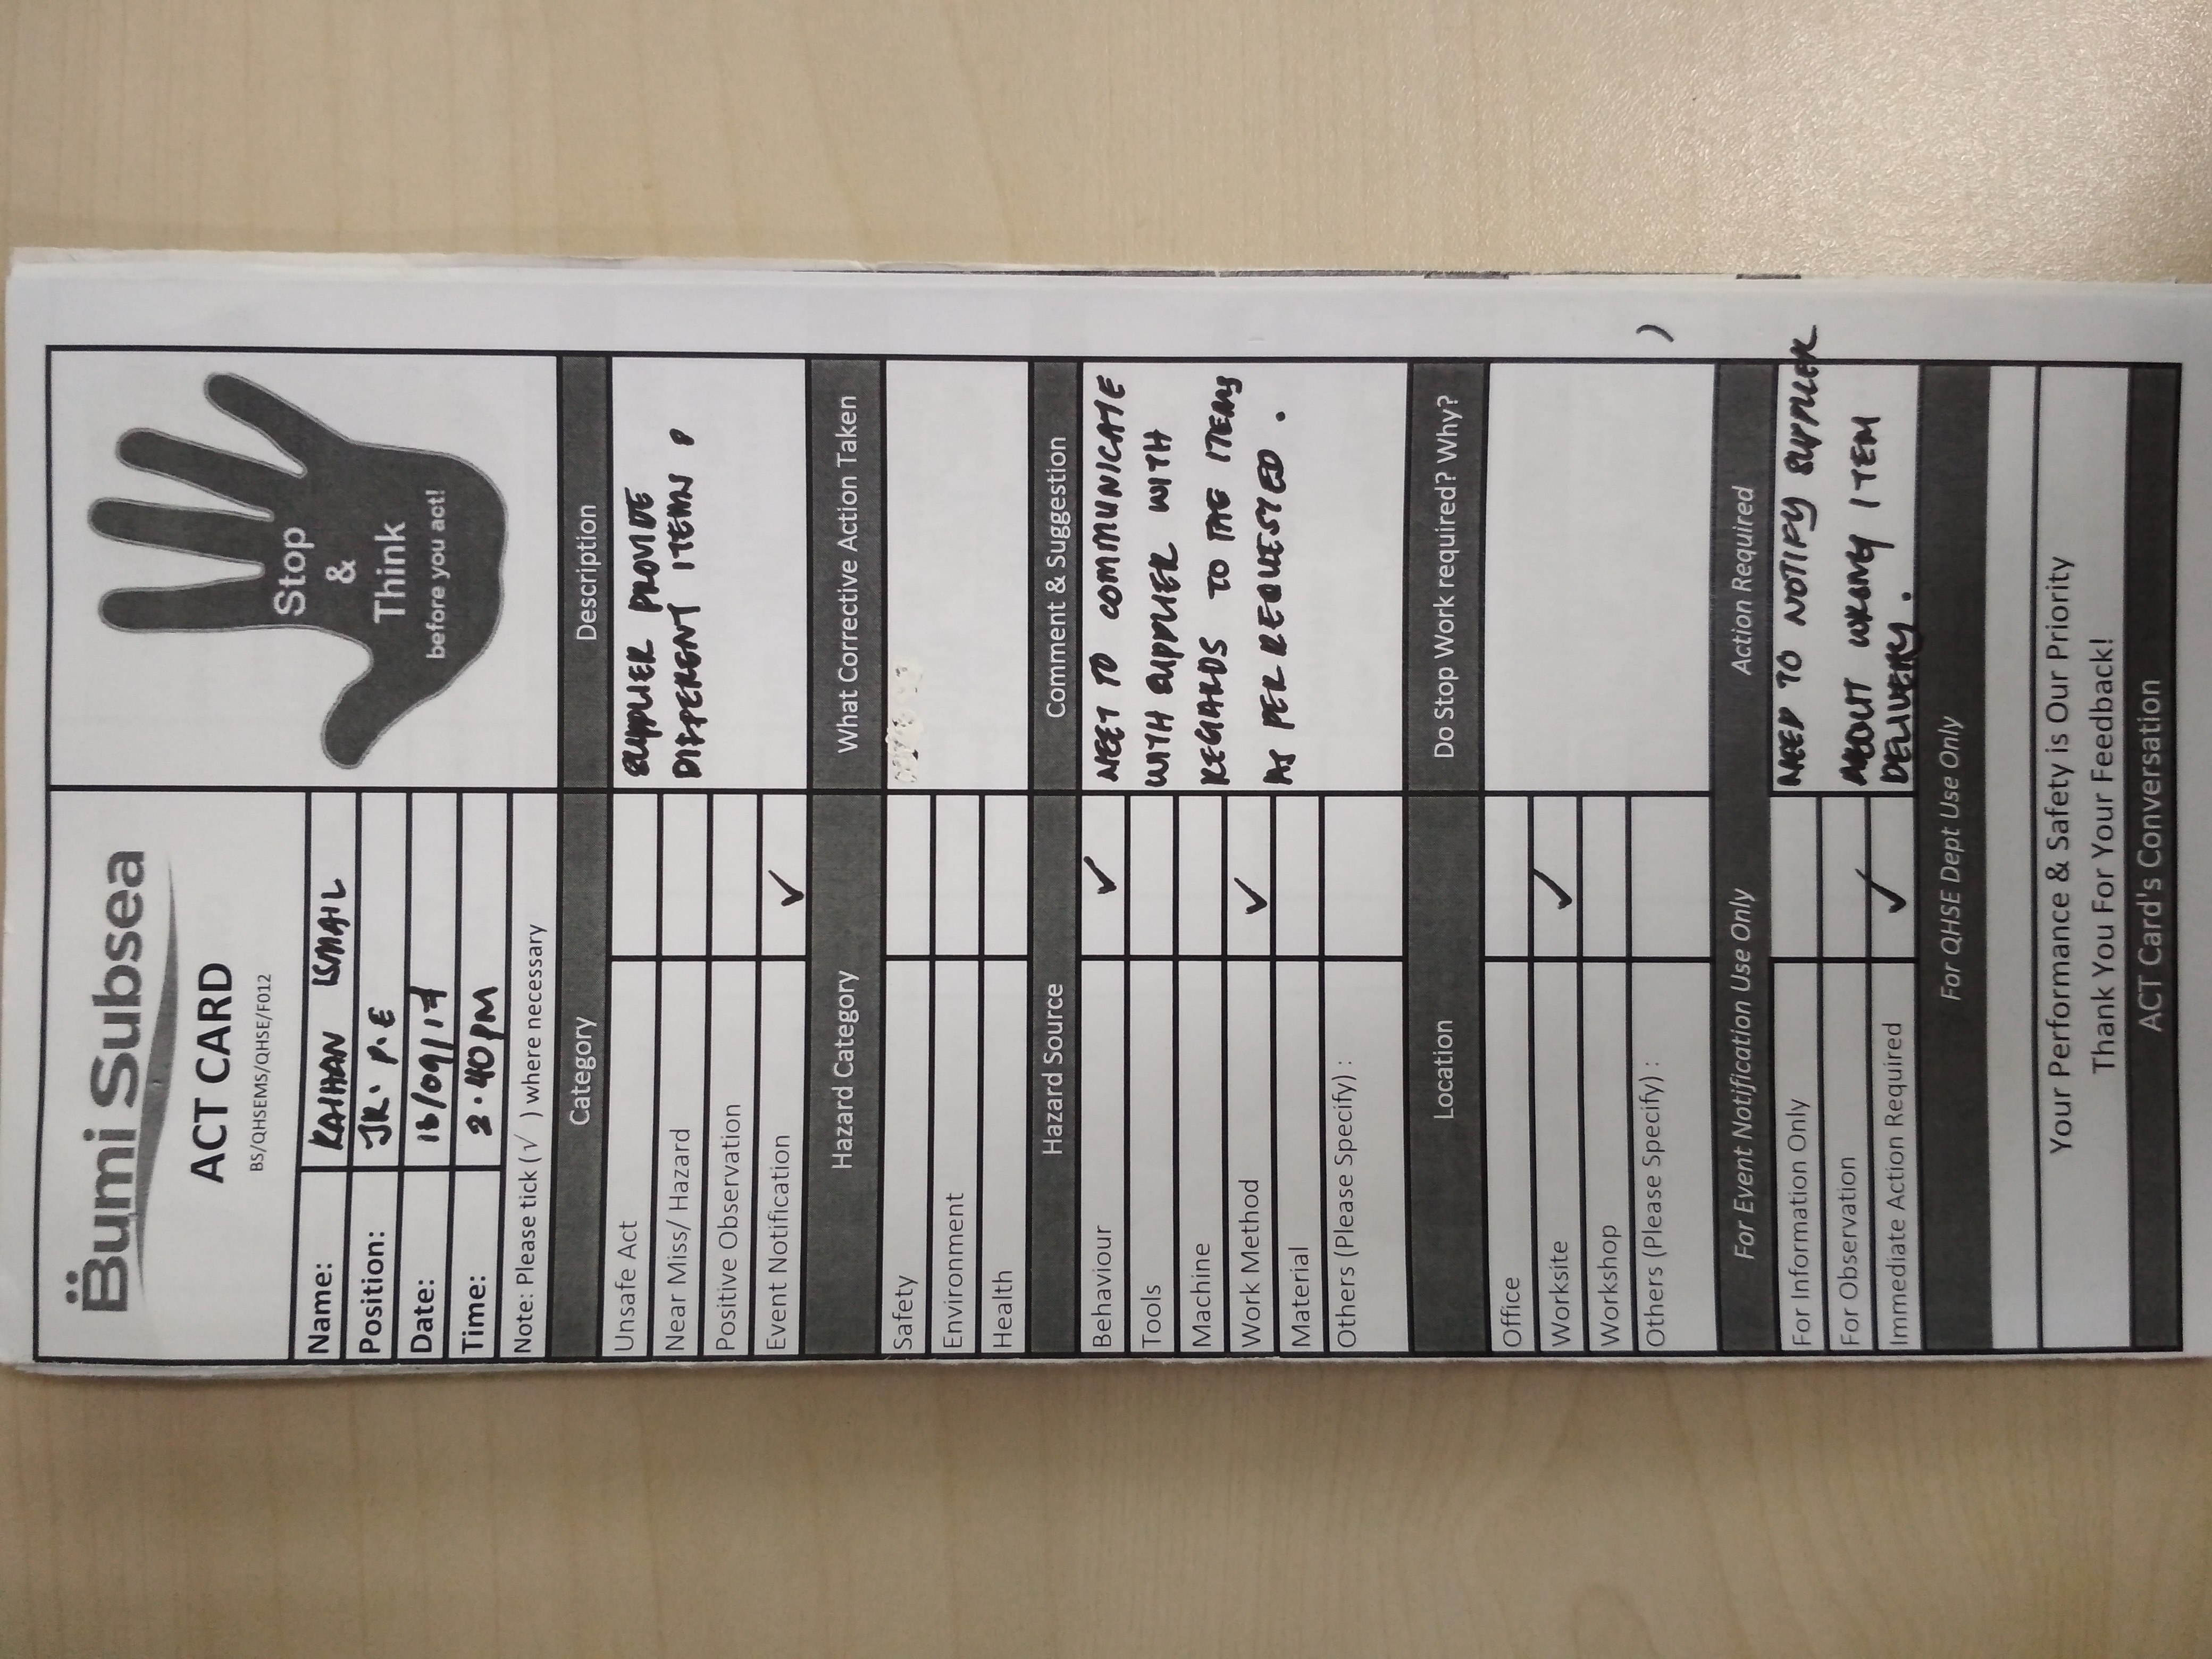 Bumi Subsea
ACT CARD
BS/QHSEMS/QHSE/F012
Stop
&
Think
before you act!
Name: ISMAIL
Position: JR. P.E
Date: 16/09/17
Time: 2.40PM
Note: Please tick ( √ ) where necessary
Category Description
Unsafe Act
Near Miss/ Hazard
Positive Observation
Event Notification ✓
SUPPLIER PROVIDE
DIFFERENT ITEMS
Hazard Category What Corrective Action Taken
Safety
Environment
Health
Hazard Source Comment & Suggestion
Behaviour ✓
Tools
Machine
Work Method ✓
Material
Others (Please Specify) :
NEET TO COMMUNICATE
WITH SUPPLIER WITH
REGARDS TO THE ITEMS
AS PER REQUESTED.
Location Do Stop Work required? Why?
Office
Worksite ✓
Workshop
Others (Please Specify) :
For Event Notification Use Only Action Required
For Information Only
For Observation
Immediate Action Required ✓
NEED TO NOTIFY SUPPLIER
ABOUT WRONG ITEM
DELIVERY.
For QHSE Dept Use Only
Your Performance & Safety is Our Priority
Thank You For Your Feedback!
ACT Card's Conversation